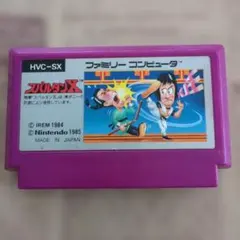 HVC-SX
ファミリーコンピュータ
スパルタンX
© IREM 1984
© Nintendo 1985
MADE IN JAPAN